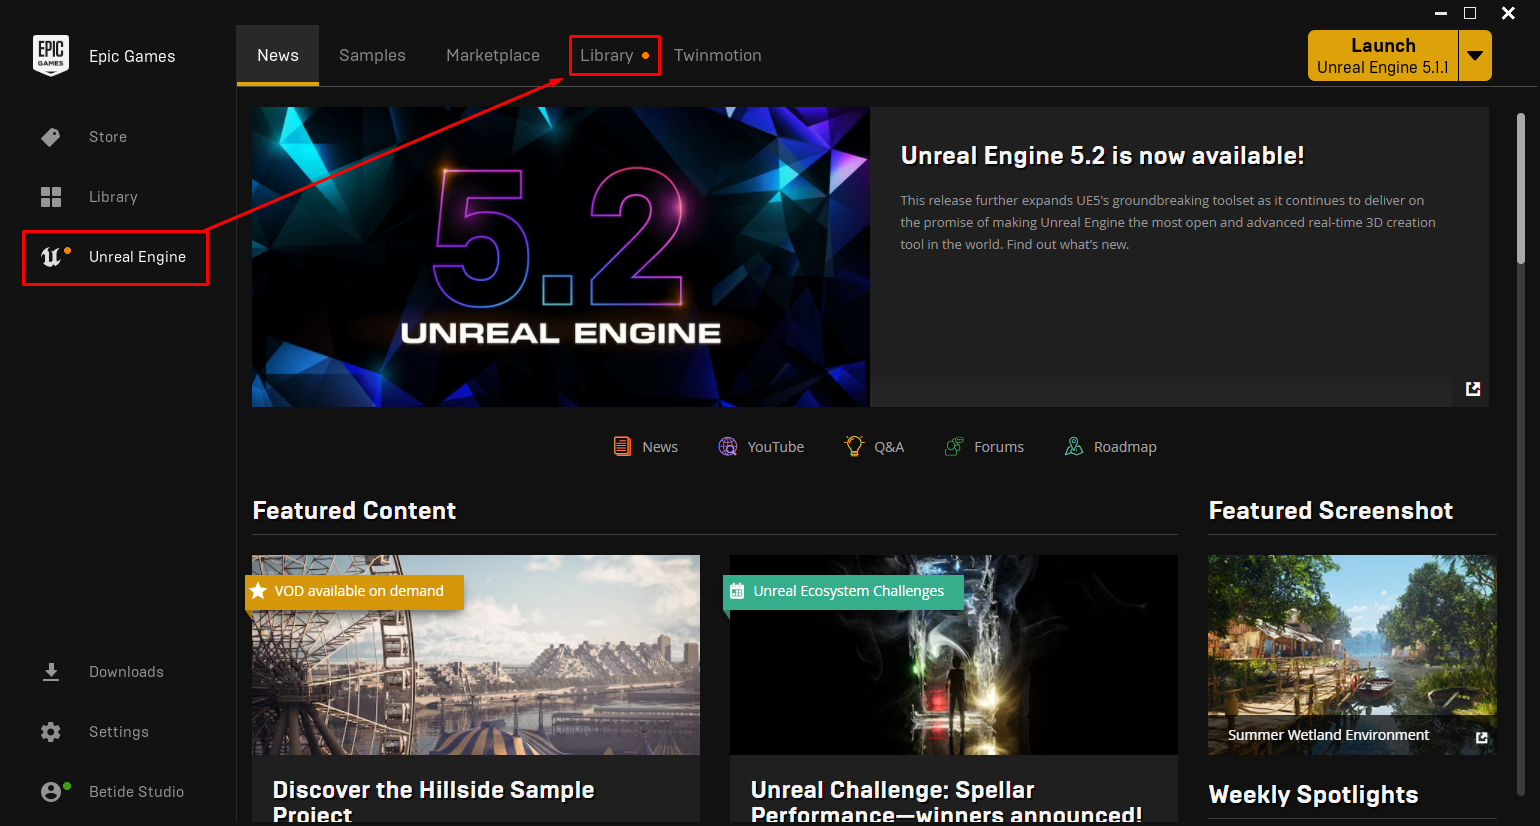 EPIC
GAMES
Epic Games
News
Samples
Marketplace
Library
Twinmotion
Launch
Unreal Engine 5.1.1
Store
Library
Unreal Engine
5.2
UNREAL ENGINE
Unreal Engine 5.2 is now available!
This release further expands UE5's groundbreaking toolset as it continues to deliver on
the promise of making Unreal Engine the most open and advanced real-time 3D creation
tool in the world. Find out what's new.
News
YouTube
Q&A
Forums
Roadmap
Featured Content
Featured Screenshot
VOD available on demand
Unreal Ecosystem Challenges
Summer Wetland Environment
Discover the Hillside Sample
Project
Unreal Challenge: Spellar
Performance—winners announced!
Weekly Spotlights
Downloads
Settings
Betide Studio